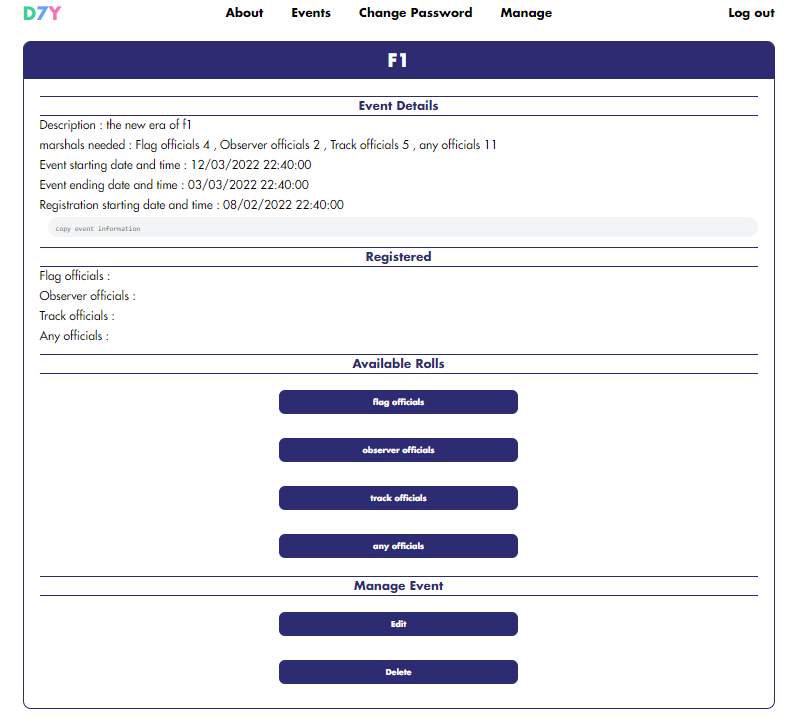 D7Y About Events Change Password Manage Log out
F1
Event Details
Description : the new era of f1
marshals needed : Flag officials 4 , Observer officials 2 , Track officials 5 , any officials 11
Event starting date and time : 12/03/2022 22:40:00
Event ending date and time : 03/03/2022 22:40:00
Registration starting date and time : 08/02/2022 22:40:00
copy event information
Registered
Flag officials :
Observer officials :
Track officials :
Any officials :
Available Rolls
flag officials
observer officials
track officials
any officials
Manage Event
Edit
Delete